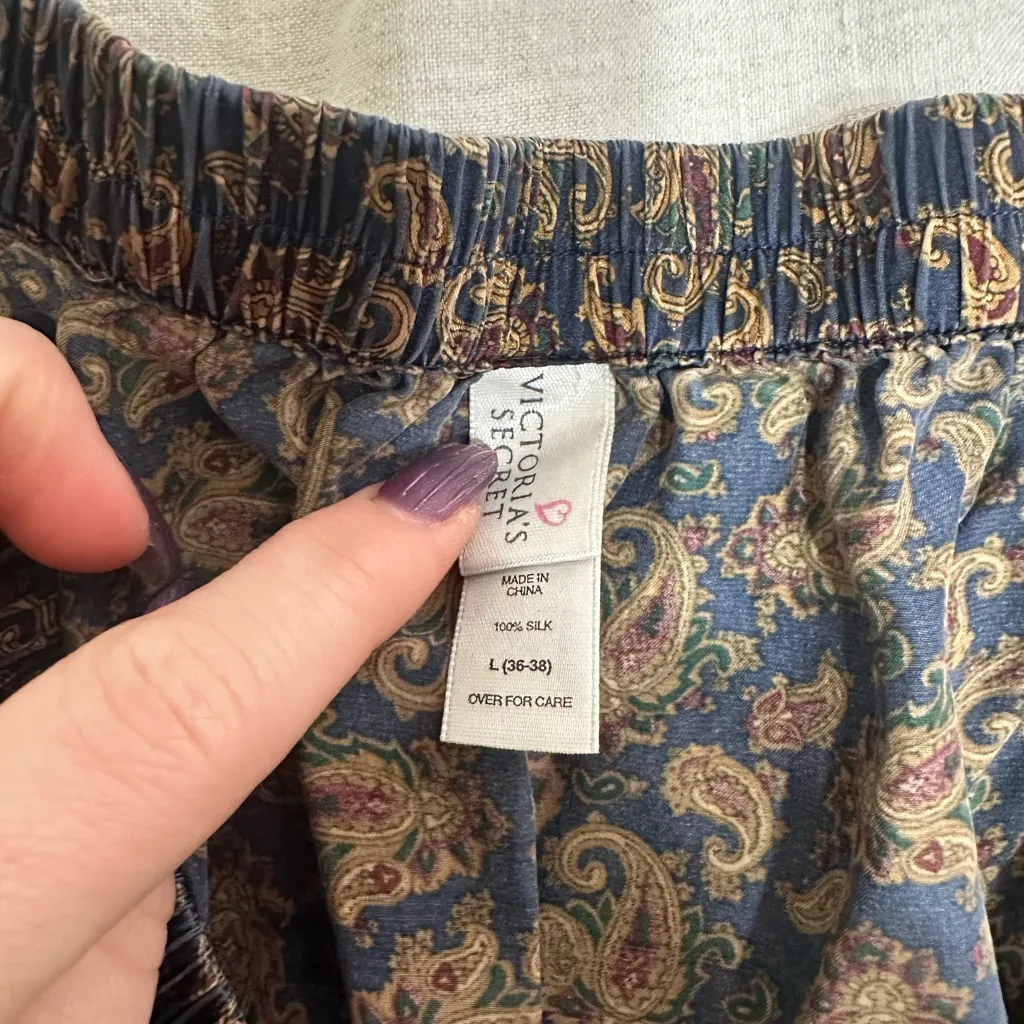 VICTORIA'S
SECRET
MADE IN
CHINA
100% SILK
L (36-38)
OVER FOR CARE